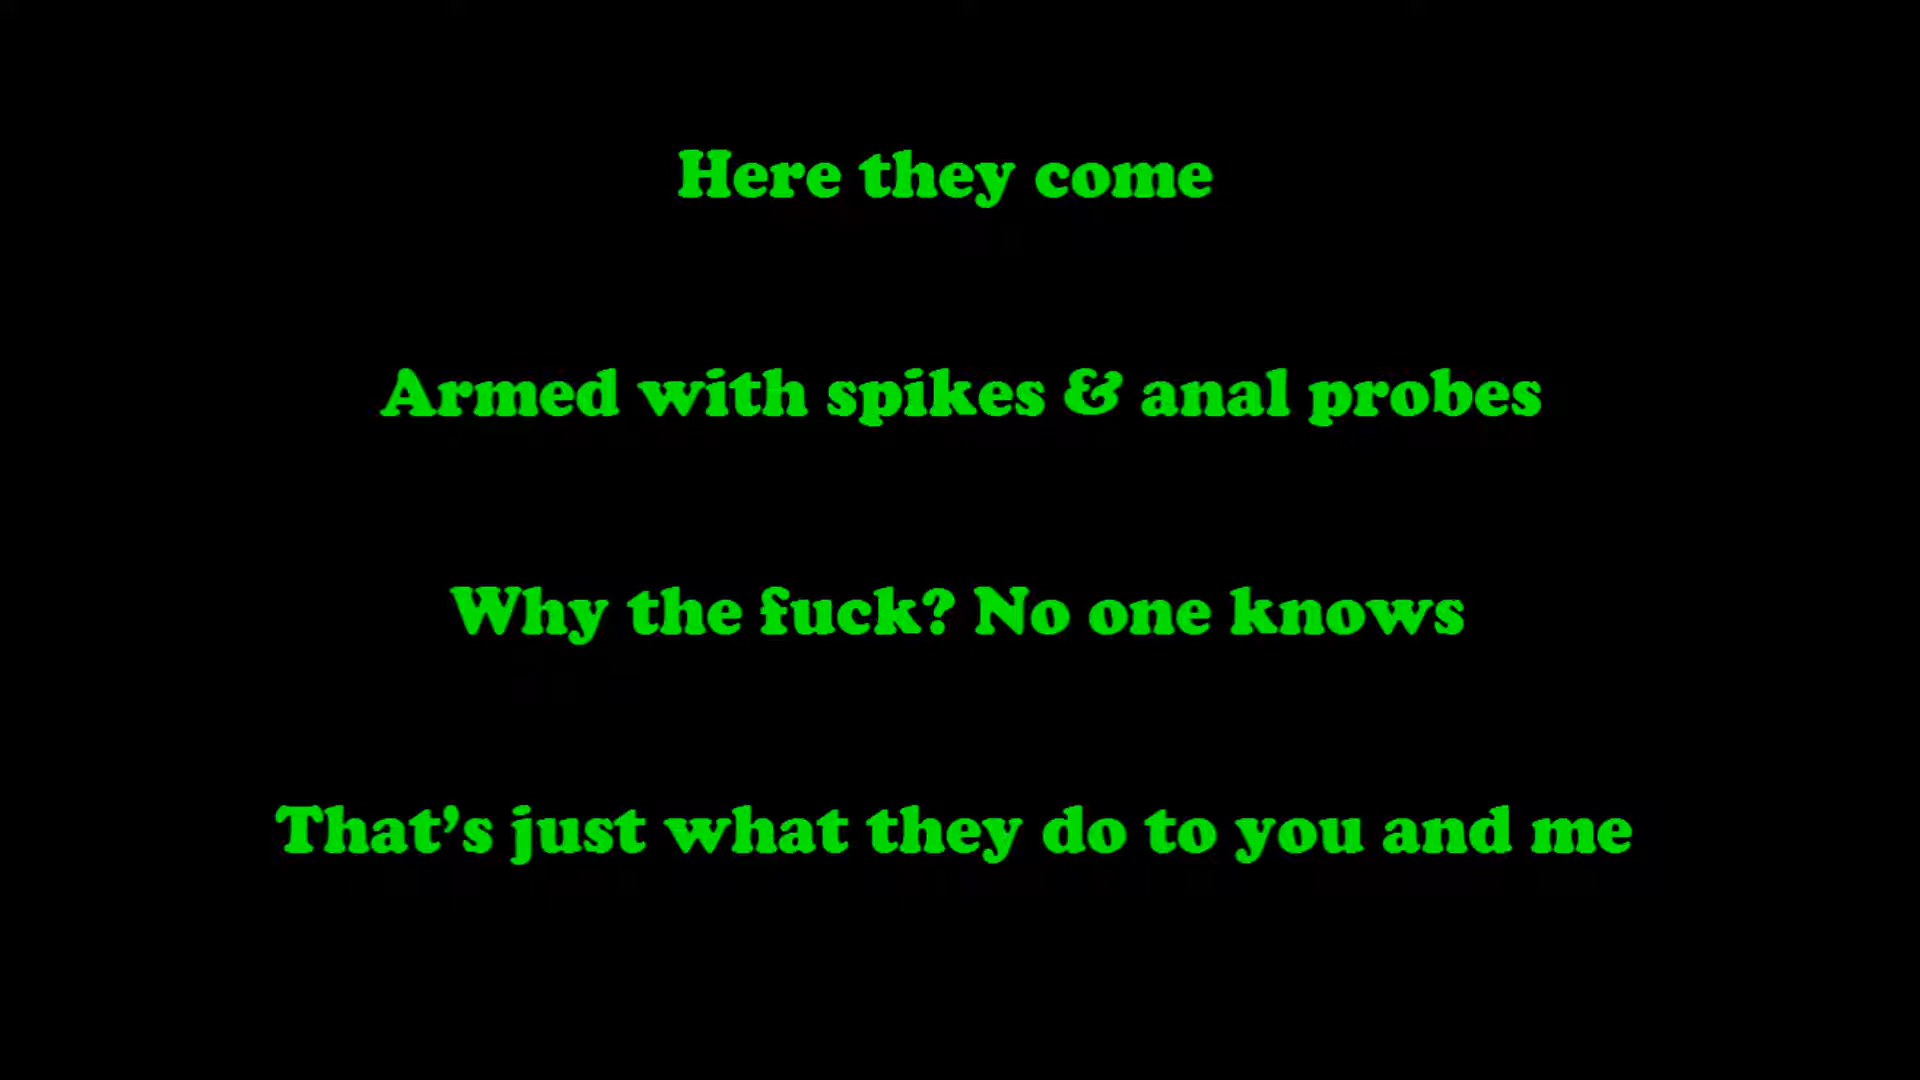 Here they come
Armed with spikes & anal probes
Why the fuck? No one knows
That’s just what they do to you and me